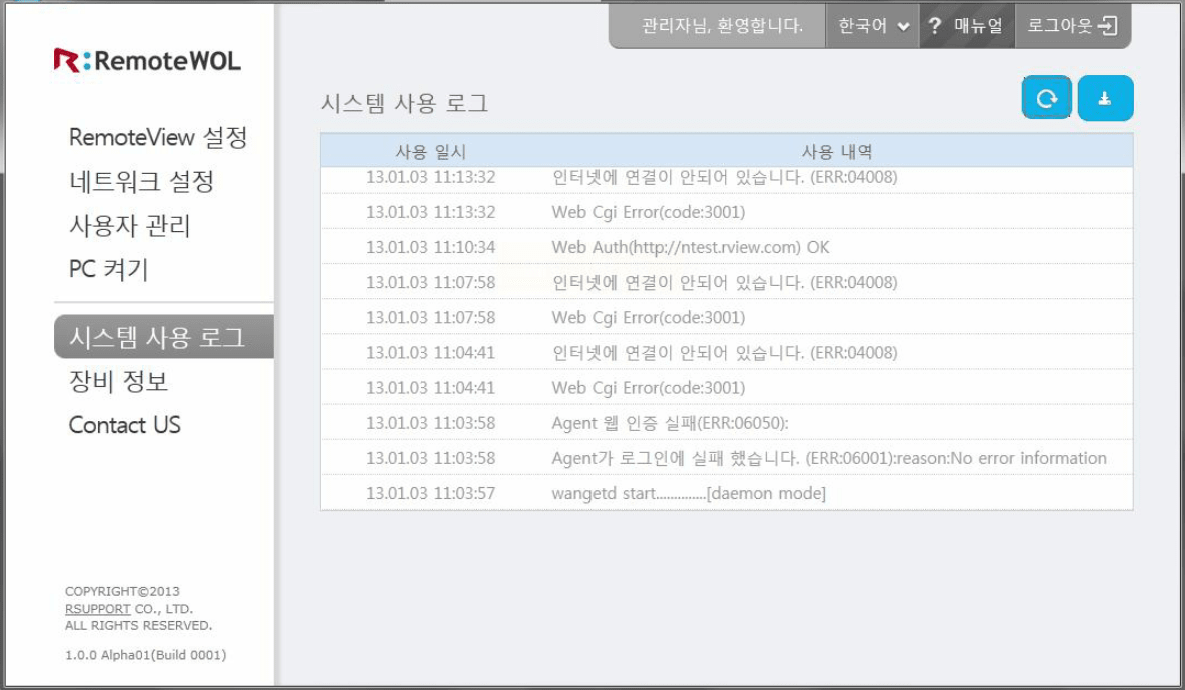 관리자님, 환영합니다. 한국어 ? 매뉴얼 로그아웃
R:RemoteWOL
RemoteView 설정
네트워크 설정
사용자 관리
PC 켜기
시스템 사용 로그
장비 정보
Contact US
시스템 사용 로그
사용 일시 사용 내역
13.01.03 11:13:32 인터넷에 연결이 안되어 있습니다. (ERR:04008)
13.01.03 11:13:32 Web Cgi Error(code:3001)
13.01.03 11:10:34 Web Auth(http://ntest.rview.com) OK
13.01.03 11:07:58 인터넷에 연결이 안되어 있습니다. (ERR:04008)
13.01.03 11:07:58 Web Cgi Error(code:3001)
13.01.03 11:04:41 인터넷에 연결이 안되어 있습니다. (ERR:04008)
13.01.03 11:04:41 Web Cgi Error(code:3001)
13.01.03 11:03:58 Agent 웹 인증 실패(ERR:06050):
13.01.03 11:03:58 Agent가 로그인에 실패 했습니다. (ERR:06001):reason:No error information
13.01.03 11:03:57 wangetd start..............[daemon mode]
COPYRIGHT©2013
RSUPPORT CO., LTD.
ALL RIGHTS RESERVED.
1.0.0 Alpha01(Build 0001)